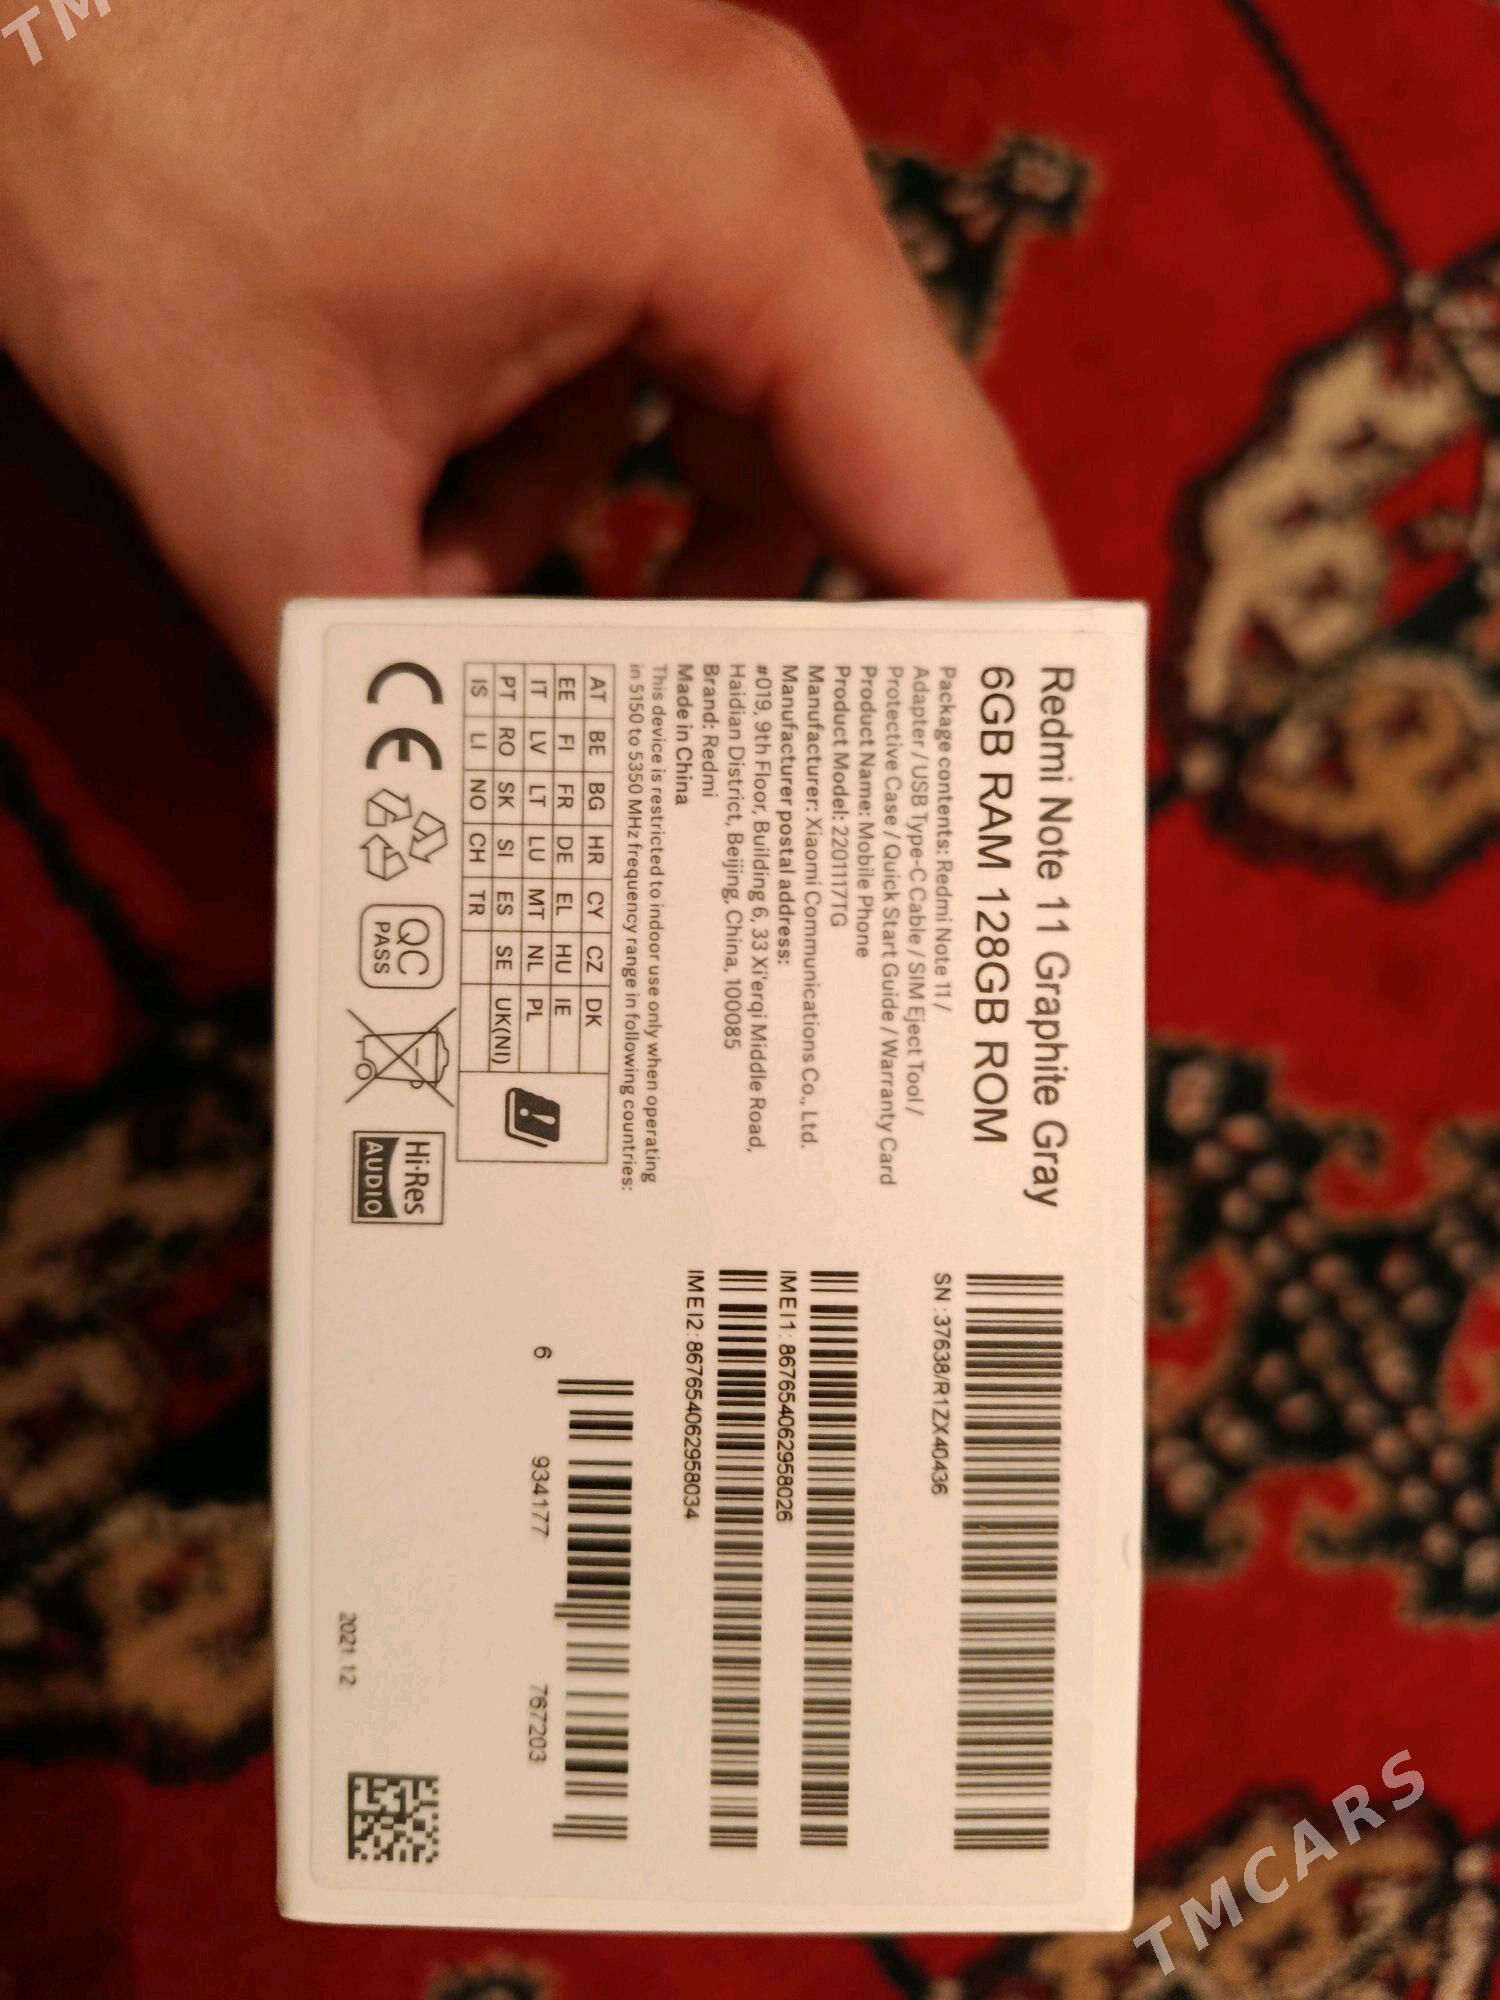 Redmi Note 11 Graphite Gray
6GB RAM 128GB ROM
Package contents: Redmi Note 11 /
Adapter / USB Type-C Cable / SIM Eject Tool /
Protective Case / Quick Start Guide / Warranty Card
Product Name: Mobile Phone
Product Model: 2201117TG
Manufacturer: Xiaomi Communications Co., Ltd.
Manufacturer postal address:
#019, 9th Floor, Building 6, 33 Xi'erqi Middle Road,
Haidian District, Beijing, China, 100085
Brand: Redmi
Made in China
This device is restricted to indoor use only when operating
in 5150 to 5350 MHz frequency range in following countries:
AT BE BG HR CY CZ DK
EE FI FR DE EL HU IE
IT LV LT LU MT NL PL
PT RO SK SI ES SE UK(NI)
IS LI NO CH TR
CE
QC
PASS
Hi-Res
AUDIO
SN:37638/R1ZX40436
IMEI1: 867654062958026
IMEI2: 867654062958034
6 934177 767203
2021.12
TM
TMCARS